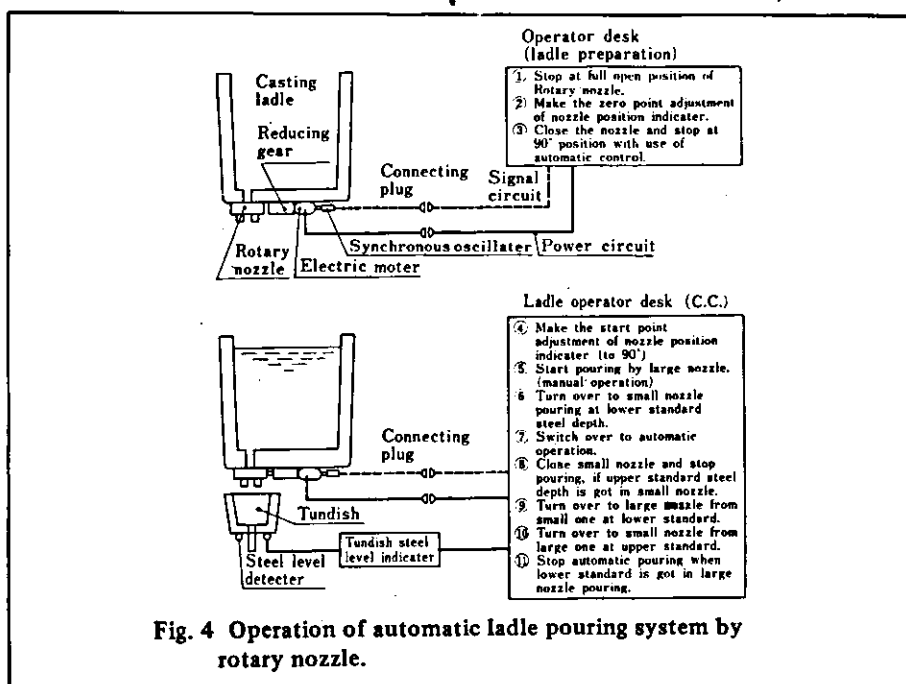 Operator desk
(ladle preparation)
① Stop at full open position of
Rotary nozzle.
② Make the zero point adjustment
of nozzle position indicater.
③ Close the nozzle and stop at
90° position with use of
automatic control.
Casting
ladle
Reducing
gear
Connecting
plug
Signal
circuit
Rotary
nozzle
Synchronous oscillater
Electric moter
Power circuit
Ladle operator desk (C.C.)
④ Make the start point
adjustment of nozzle position
indicater (to 90°)
⑤ Start pouring by large nozzle.
(manual operation)
6 Turn over to small nozzle
pouring at lower standard
steel depth.
⑦ Switch over to automatic
operation.
⑧ Close small nozzle and stop
pouring, if upper standard steel
depth is got in small nozzle.
⑨ Turn over to large nozzle from
small one at lower standard.
⑩ Turn over to small nozzle from
large one at upper standard.
⑪ Stop automatic pouring when
lower standard is got in large
nozzle pouring.
Connecting
plug
Tundish
Steel level
detecter
Tundish steel
level indicater
Fig. 4 Operation of automatic ladle pouring system by
rotary nozzle.